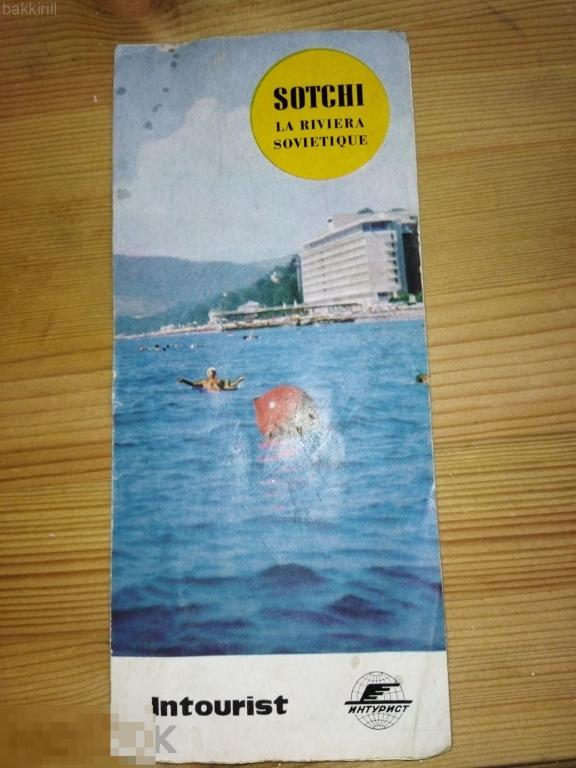 bakkirill
SOTCHI
LA RIVIERA
SOVIETIQUE
Intourist
ИНТУРИСТ